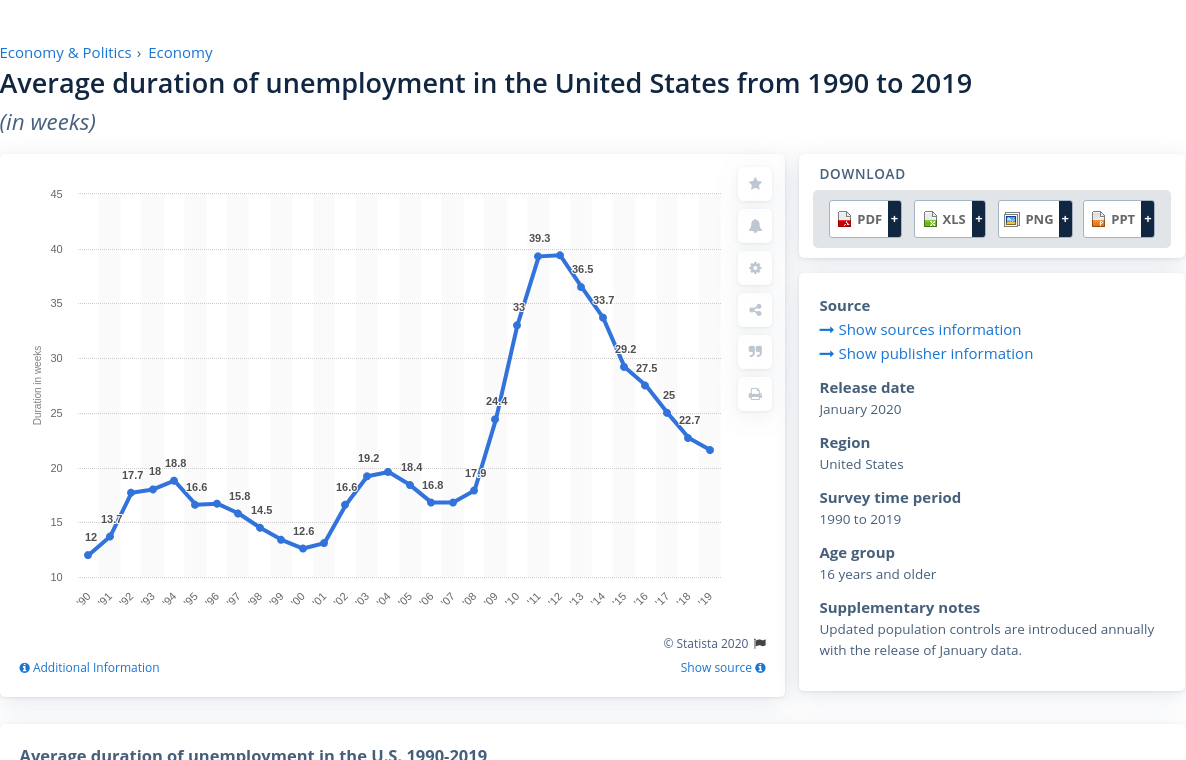 Economy & Politics › Economy
Average duration of unemployment in the United States from 1990 to 2019
(in weeks)
45
40
35
30
25
20
15
10
Duration in weeks
12
13.7
17.7
18
18.8
16.6
15.8
14.5
12.6
16.6
19.2
18.4
16.8
17.9
24.4
33
39.3
36.5
33.7
29.2
27.5
25
22.7
'90 '91 '92 '93 '94 '95 '96 '97 '98 '99 '00 '01 '02 '03 '04 '05 '06 '07 '08 '09 '10 '11 '12 '13 '14 '15 '16 '17 '18 '19
© Statista 2020
Additional Information
Show source
DOWNLOAD
PDF + XLS + PNG + PPT +
Source
Show sources information
Show publisher information
Release date
January 2020
Region
United States
Survey time period
1990 to 2019
Age group
16 years and older
Supplementary notes
Updated population controls are introduced annually
with the release of January data.
Average duration of unemployment in the U.S. 1990-2019